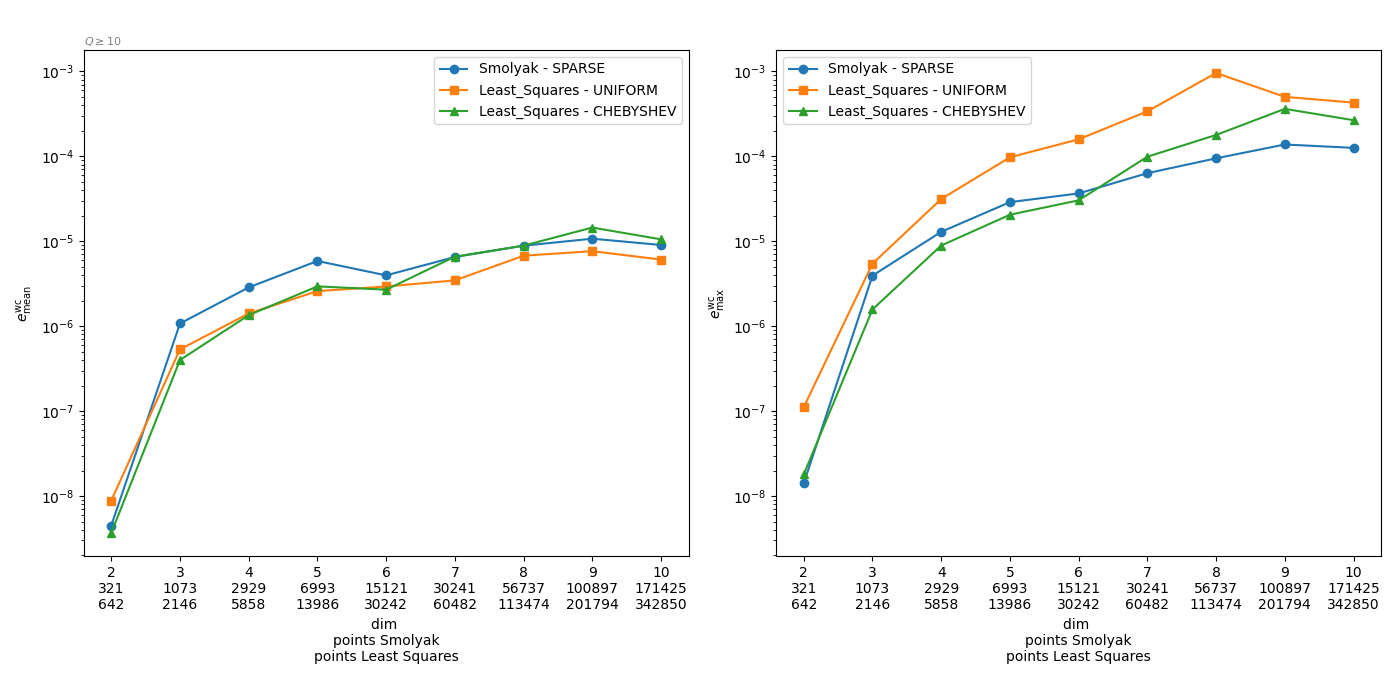 Q ≥ 10
Smolyak - SPARSE
Least_Squares - UNIFORM
Least_Squares - CHEBYSHEV
10⁻³
10⁻⁴
10⁻⁵
10⁻⁶
10⁻⁷
10⁻⁸
e^wc_mean
2 3 4 5 6 7 8 9 10
321 1073 2929 6993 15121 30241 56737 100897 171425
642 2146 5858 13986 30242 60482 113474 201794 342850
dim
points Smolyak
points Least Squares
Smolyak - SPARSE
Least_Squares - UNIFORM
Least_Squares - CHEBYSHEV
10⁻³
10⁻⁴
10⁻⁵
10⁻⁶
10⁻⁷
10⁻⁸
e^wc_max
2 3 4 5 6 7 8 9 10
321 1073 2929 6993 15121 30241 56737 100897 171425
642 2146 5858 13986 30242 60482 113474 201794 342850
dim
points Smolyak
points Least Squares